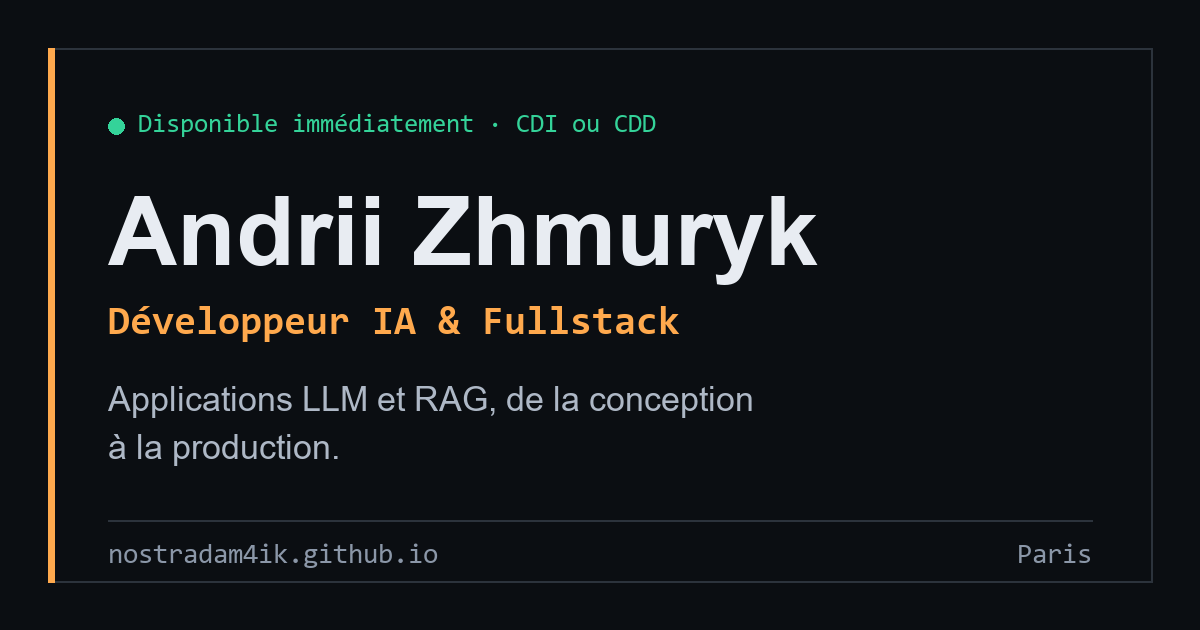 Disponible immédiatement · CDI ou CDD
Andrii Zhmuryk
Développeur IA & Fullstack
Applications LLM et RAG, de la conception
à la production.
nostradam4ik.github.io
Paris